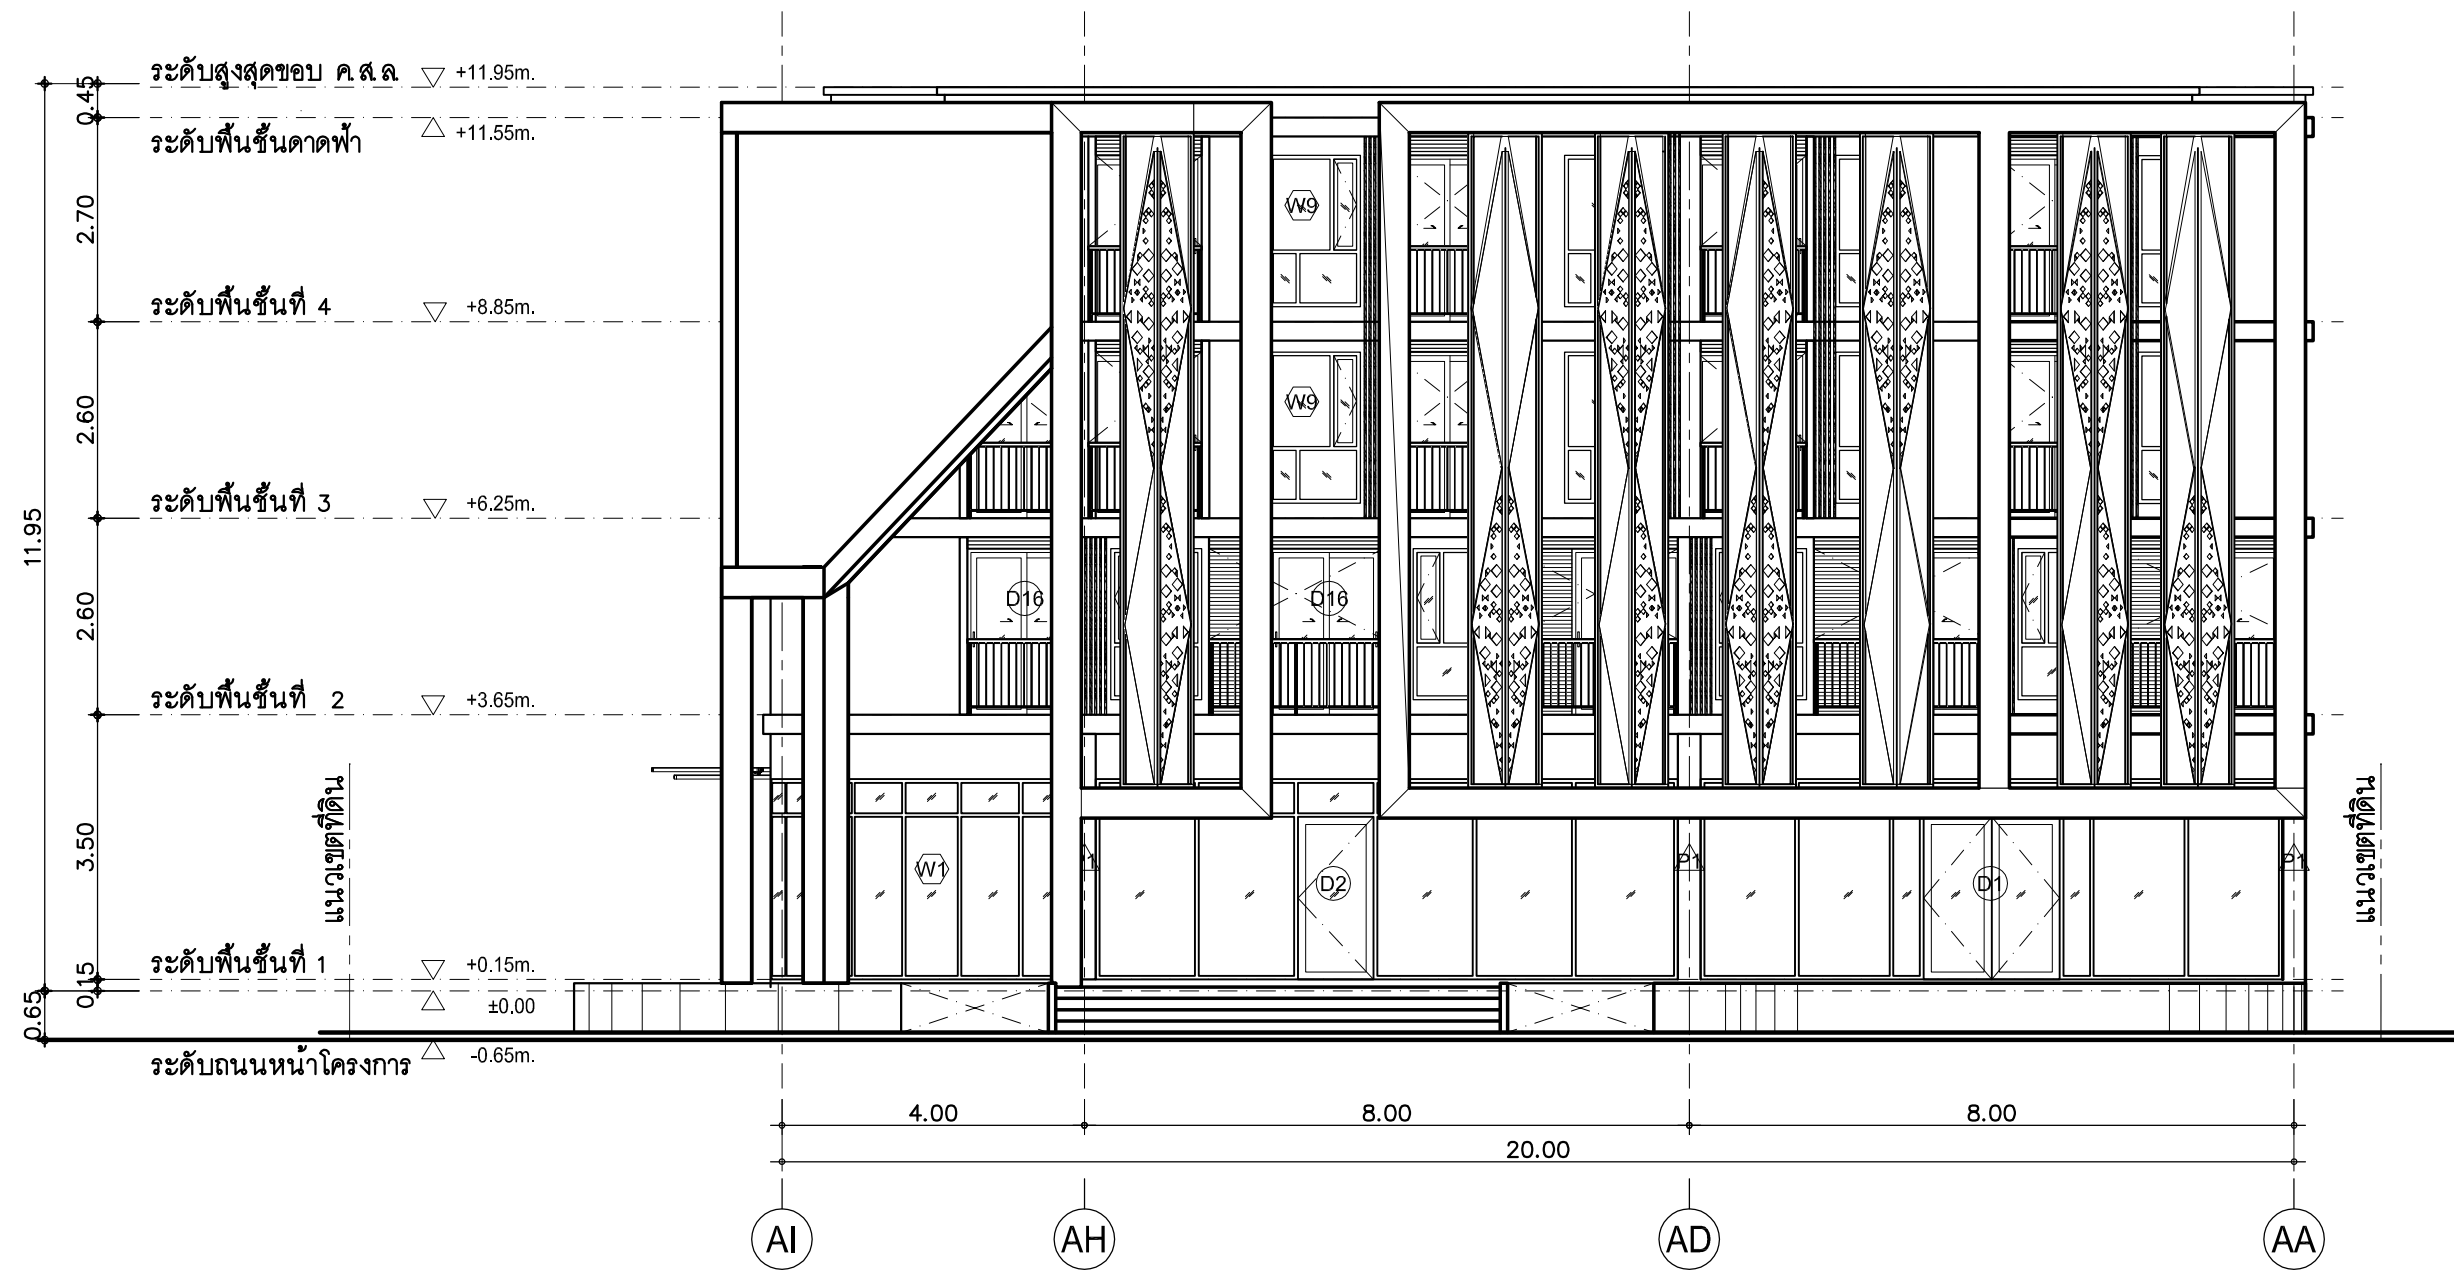 ระดับสูงสุดขอบ ค.ส.ล. +11.95m.
0.45
+11.55m.
ระดับพื้นชั้นดาดฟ้า
2.70
W9
ระดับพื้นชั้นที่ 4 +8.85m.
2.60
W9
ระดับพื้นชั้นที่ 3 +6.25m.
11.95
2.60
D16 D16
ระดับพื้นชั้นที่ 2 +3.65m.
แนวเขตที่ดิน
แนวเขตที่ดิน
3.50
W1 D2 P1 D1 P1
ระดับพื้นชั้นที่ 1 +0.15m.
0.15
±0.00
0.65
-0.65m.
ระดับถนนหน้าโครงการ
4.00 8.00 8.00
20.00
AI AH AD AA